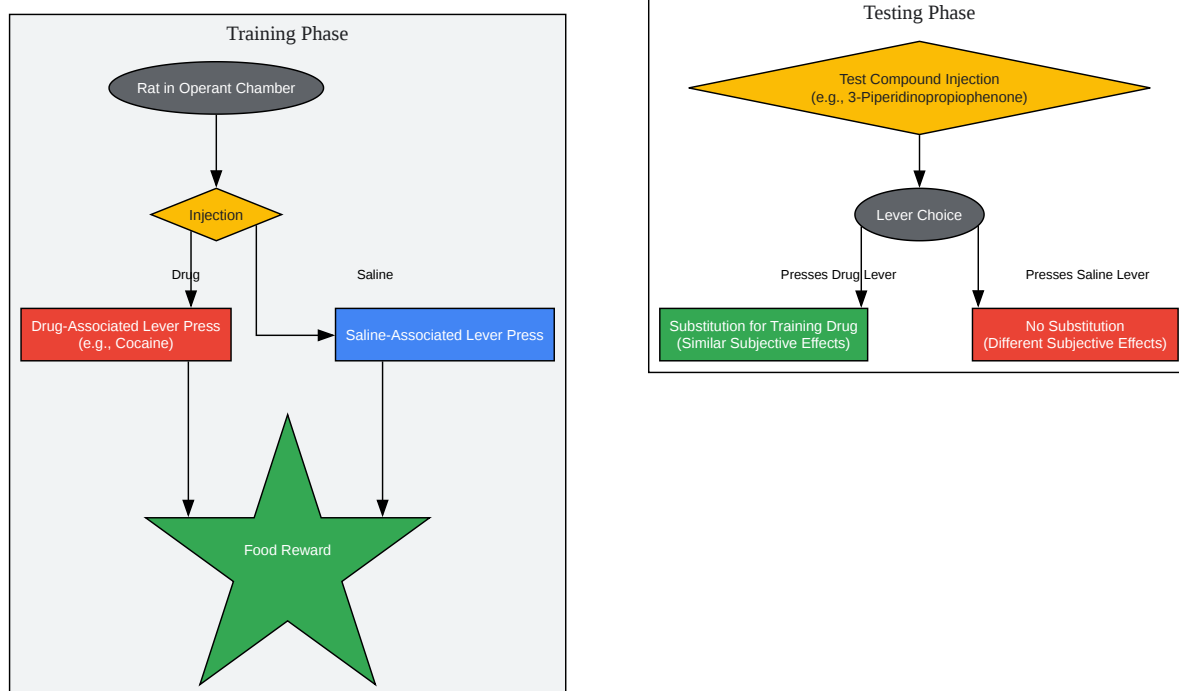 Training Phase
Rat in Operant Chamber
Injection
Drug
Saline
Drug-Associated Lever Press
(e.g., Cocaine)
Saline-Associated Lever Press
Food Reward
Testing Phase
Test Compound Injection
(e.g., 3-Piperidinopropiophenone)
Lever Choice
Presses Drug Lever
Presses Saline Lever
Substitution for Training Drug
(Similar Subjective Effects)
No Substitution
(Different Subjective Effects)